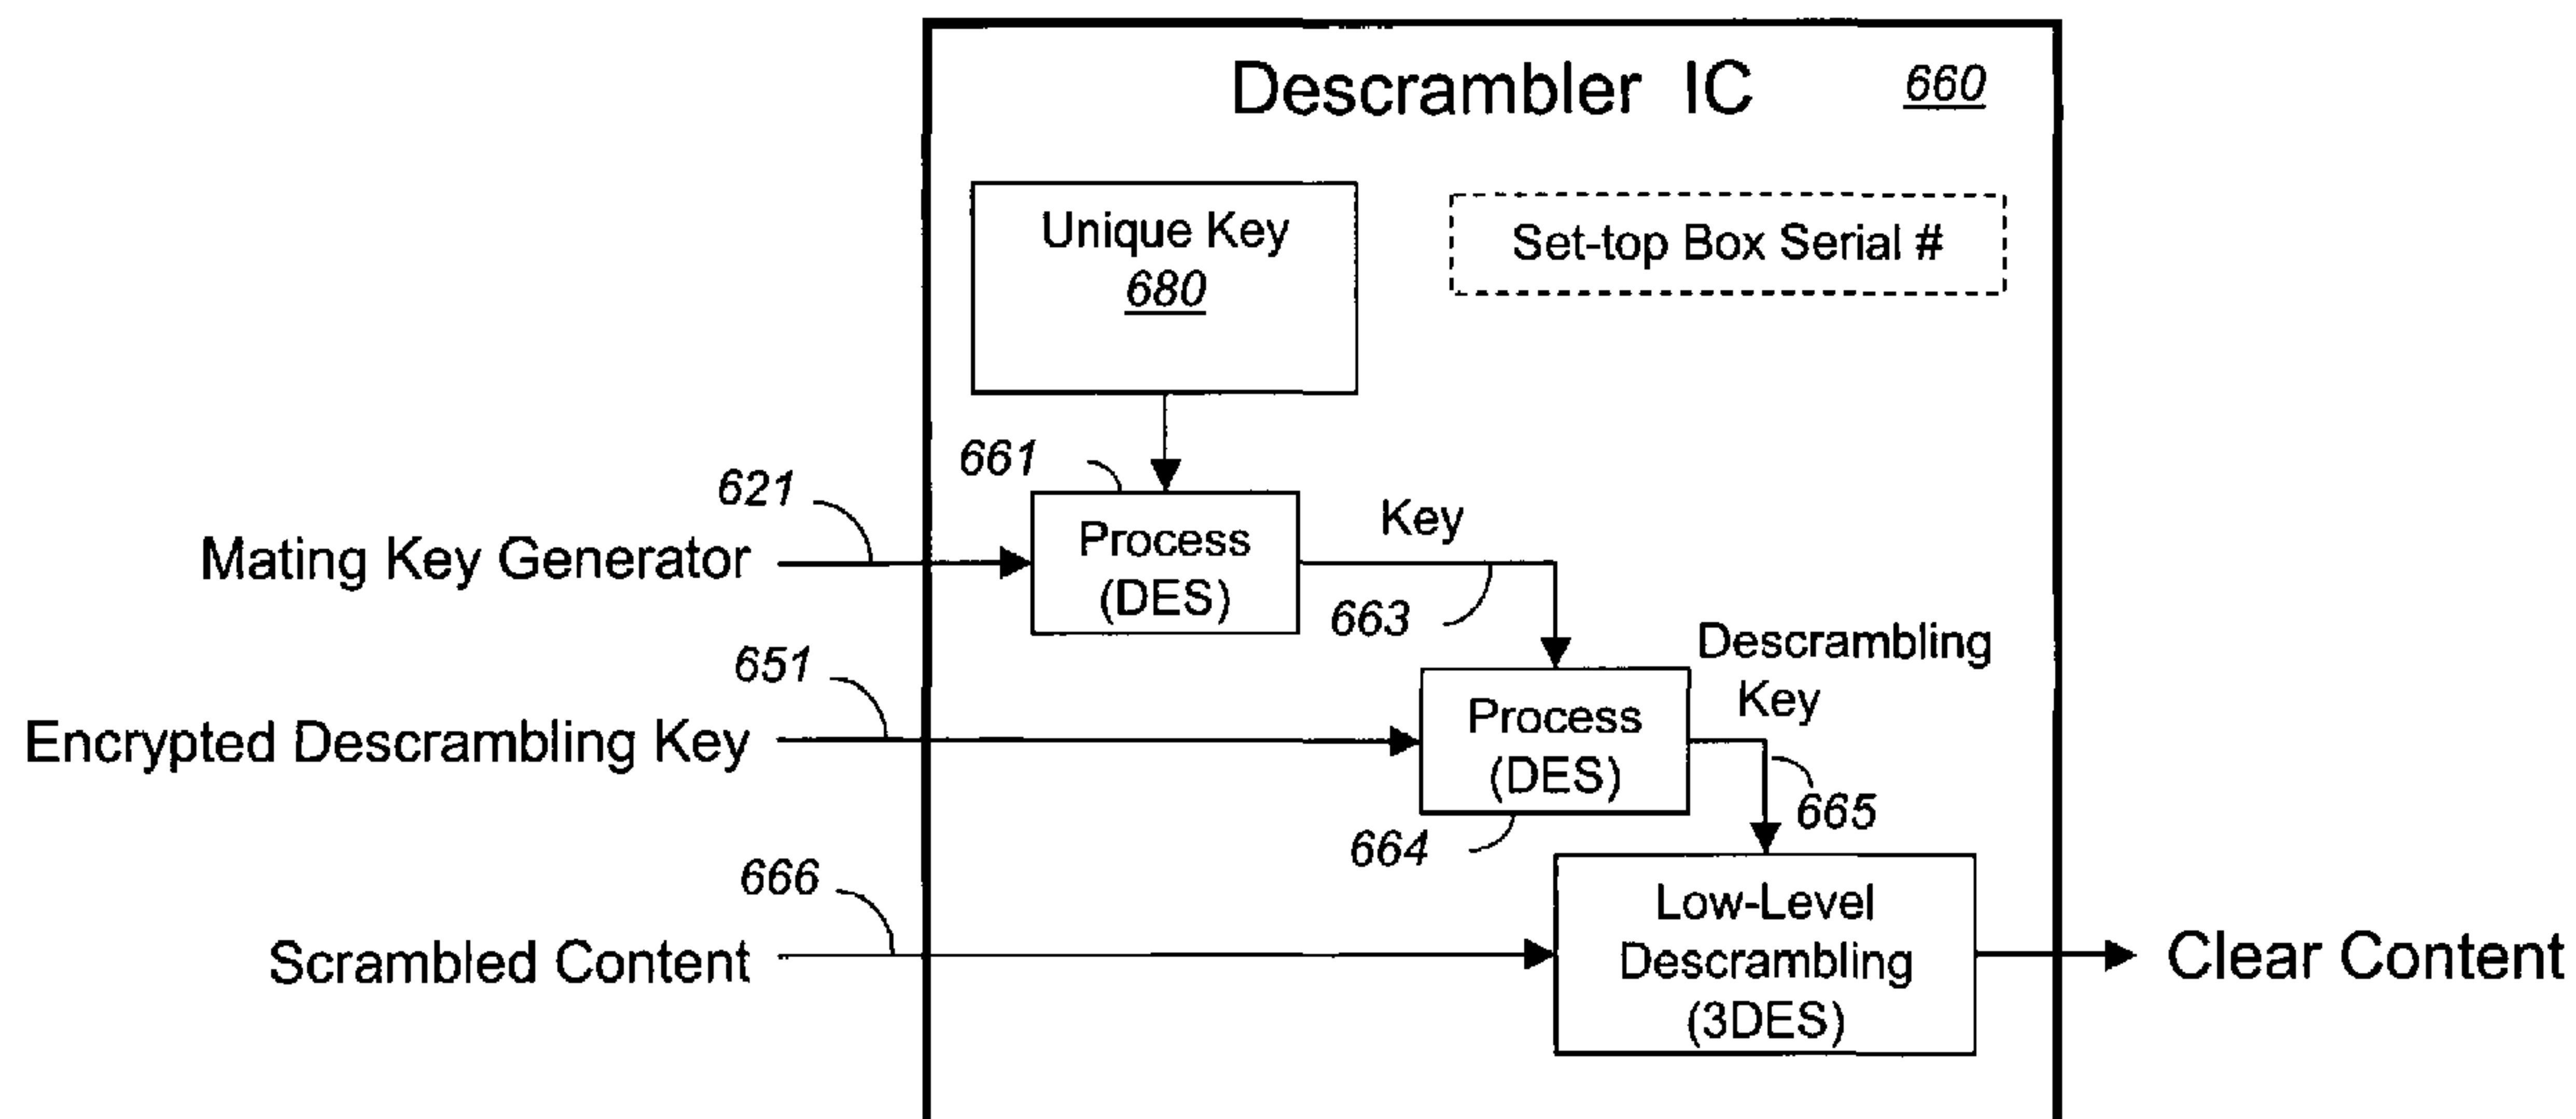 Descrambler IC 660
Unique Key
680
Set-top Box Serial #
661
621
Mating Key Generator
Process
(DES)
Key
663
651
Encrypted Descrambling Key
Descrambling
Key
Process
(DES)
665
664
666
Scrambled Content
Low-Level
Descrambling
(3DES)
Clear Content